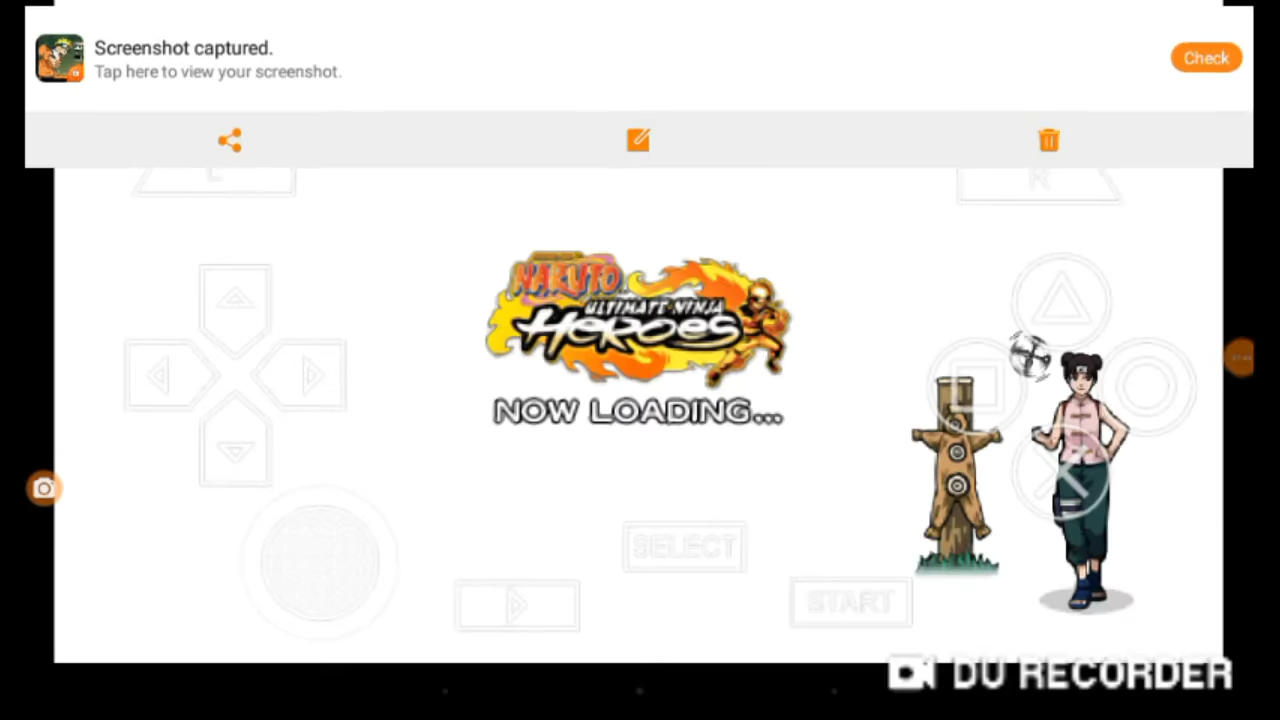 Screenshot captured.
Tap here to view your screenshot.
Check
L
R
NARUTO
ULTIMATE NINJA
HEROES
NOW LOADING...
SELECT
START
DU RECORDER